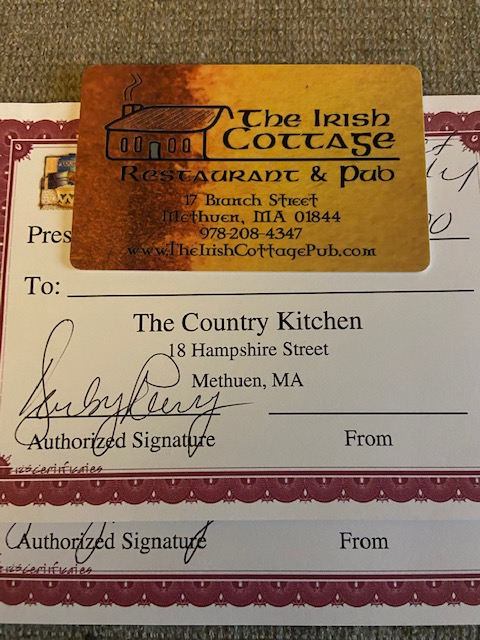 The Irish
Cottage
Restaurant & Pub
17 Branch Street
Methuen, MA 01844
978-208-4347
www.TheIrishCottagePub.com
Pres
To:
The Country Kitchen
18 Hampshire Street
Methuen, MA
Authorized Signature
From
Authorized Signature
From